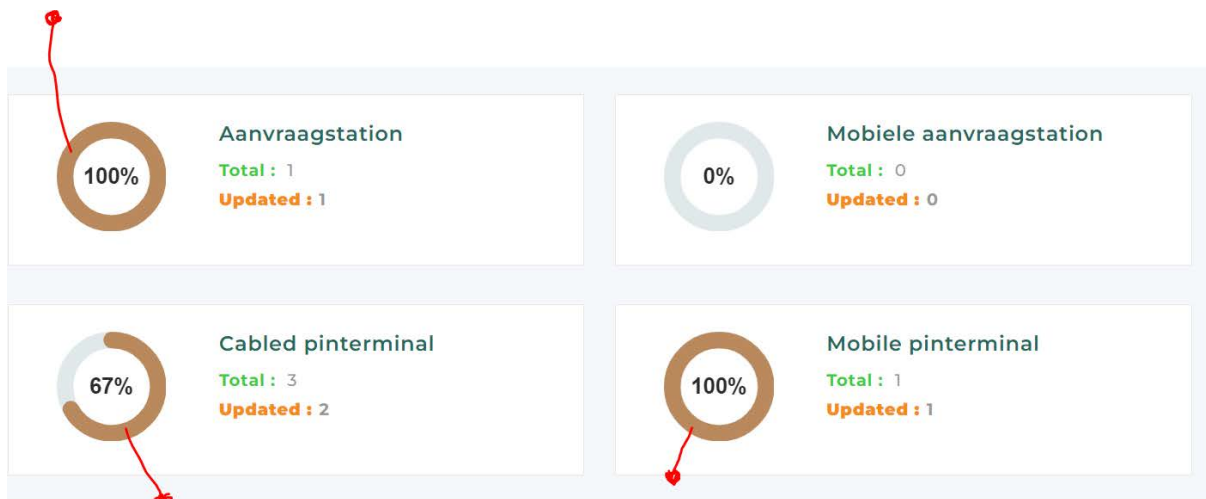 100%
Aanvraagstation
Total : 1
Updated : 1
0%
Mobiele aanvraagstation
Total : 0
Updated : 0
67%
Cabled pinterminal
Total : 3
Updated : 2
100%
Mobile pinterminal
Total : 1
Updated : 1